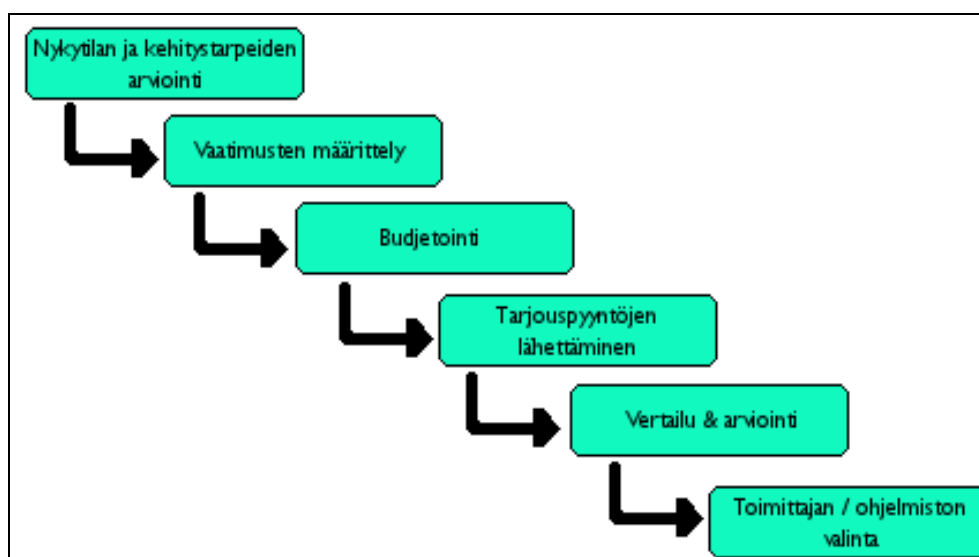 Nykytilan ja kehitystarpeiden
arviointi
Vaatimusten määrittely
Budjetointi
Tarjouspyyntöjen
lähettäminen
Vertailu & arviointi
Toimittajan / ohjelmiston
valinta